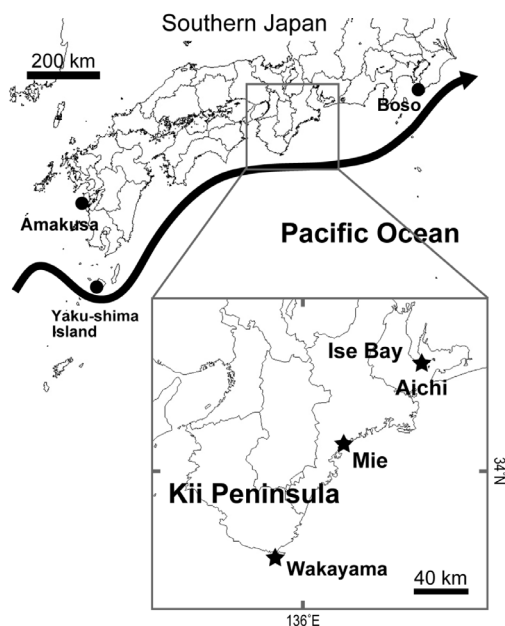 Southern Japan
200 km
Boso
Amakusa
Pacific Ocean
Yaku-shima
Island
Ise Bay
Aichi
Mie
34°N
Kii Peninsula
Wakayama
40 km
136°E